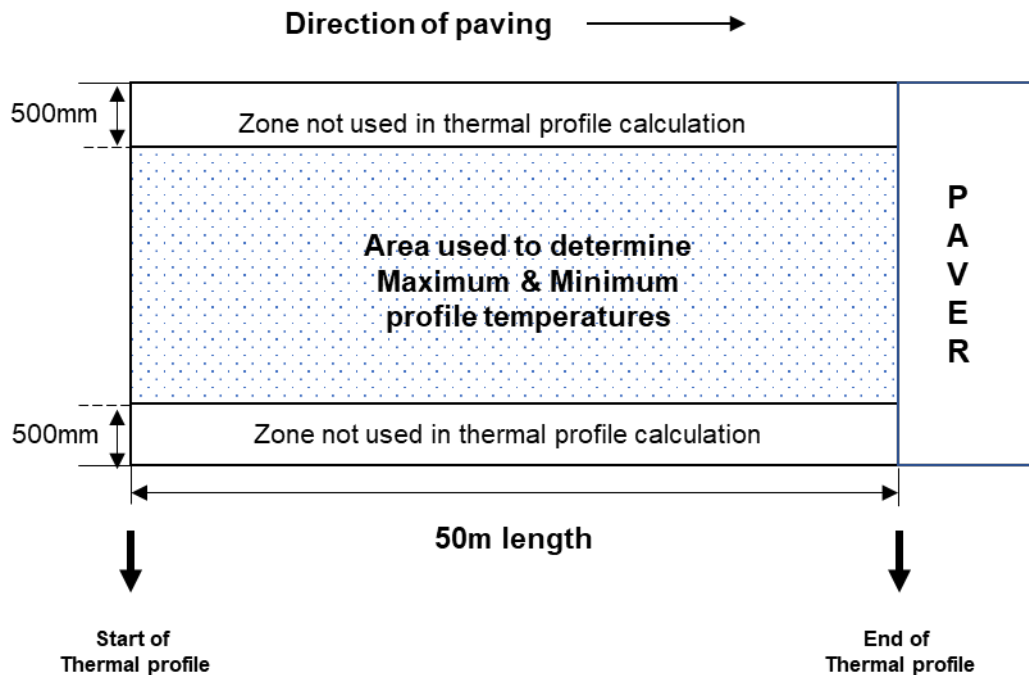 Direction of paving
500mm
Zone not used in thermal profile calculation
P
A
V
E
R
Area used to determine
Maximum & Minimum
profile temperatures
500mm
Zone not used in thermal profile calculation
50m length
Start of
Thermal profile
End of
Thermal profile